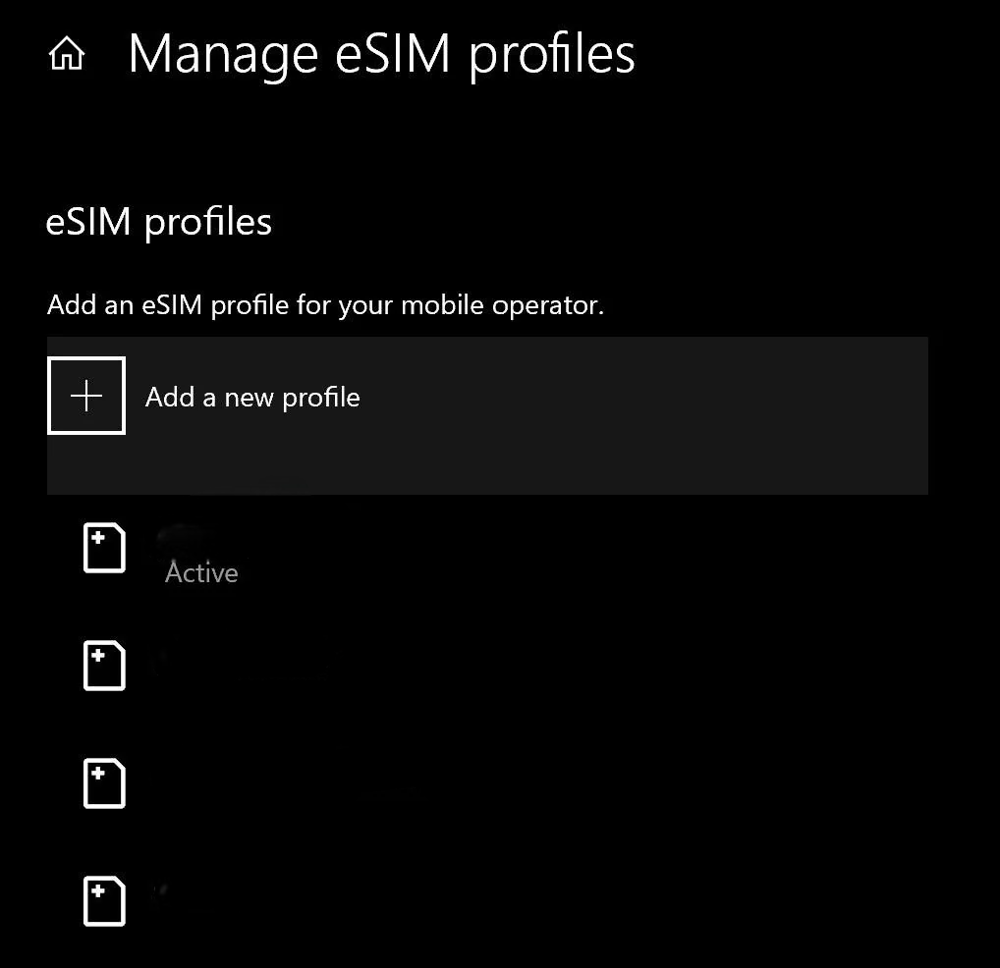 Manage eSIM profiles
eSIM profiles
Add an eSIM profile for your mobile operator.
Add a new profile
Active